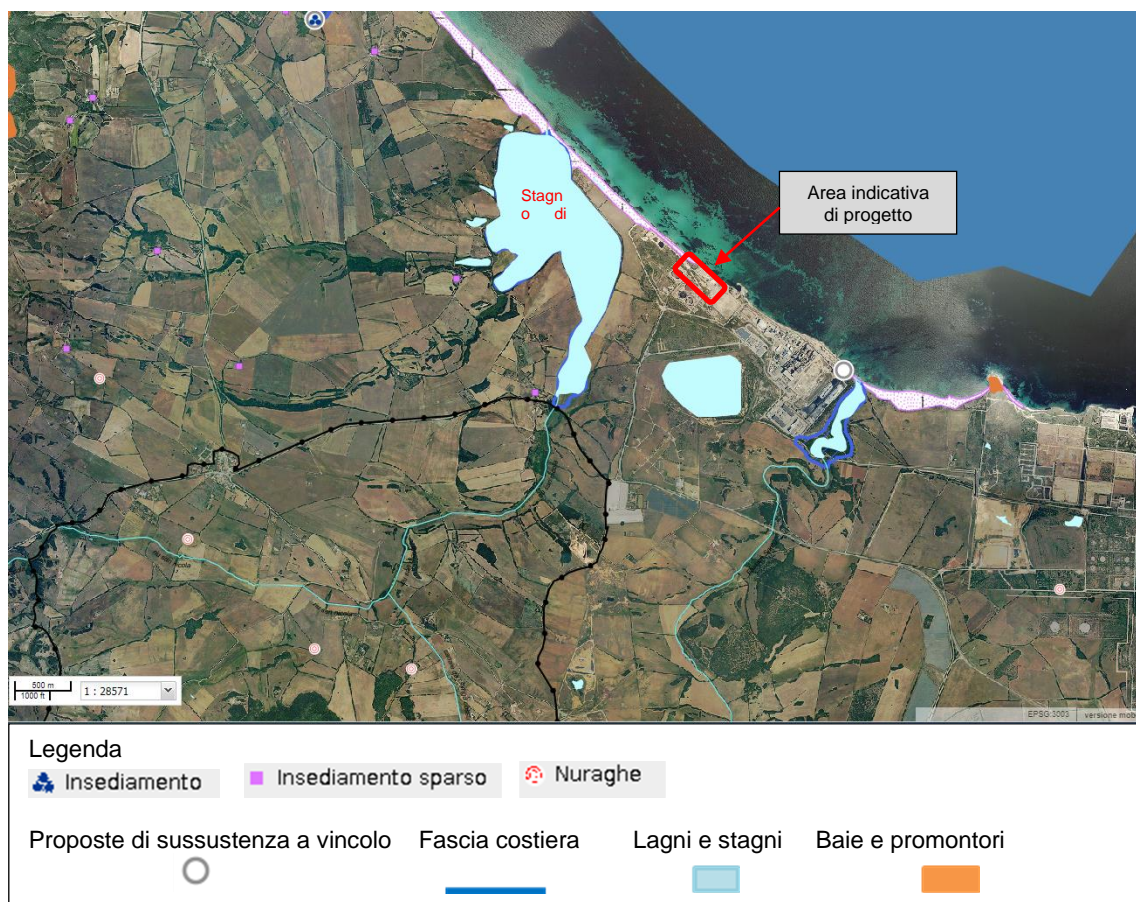 Stagn
o di
Area indicativa
di progetto
500 m
1000 ft
1 : 28571
EPSG:3003
versione mob
Legenda
Insediamento
Insediamento sparso
Nuraghe
Proposte di sussustenza a vincolo
Fascia costiera
Lagni e stagni
Baie e promontori